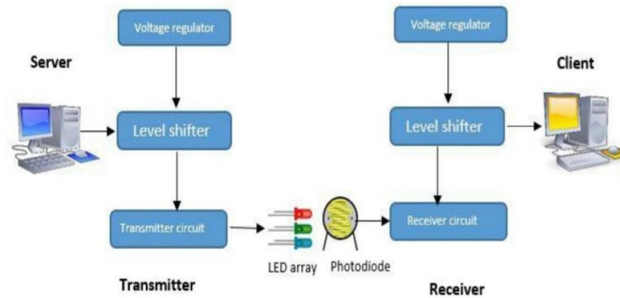 Voltage regulator
Voltage regulator
Server
Client
Level shifter
Level shifter
Transmitter circuit
Receiver circuit
LED array
Photodiode
Transmitter
Receiver